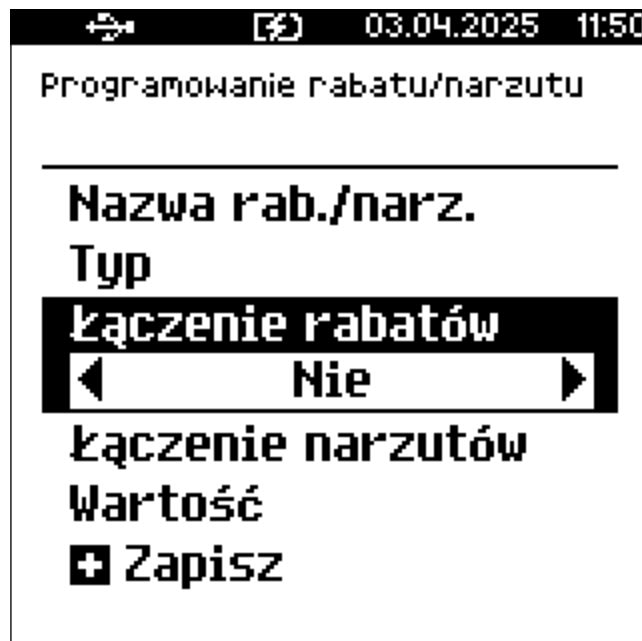 03.04.2025 11:50
Programowanie rabatu/narzutu
Nazwa rab./narz.
Typ
Łączenie rabatów
Nie
Łączenie narzutów
Wartość
Zapisz